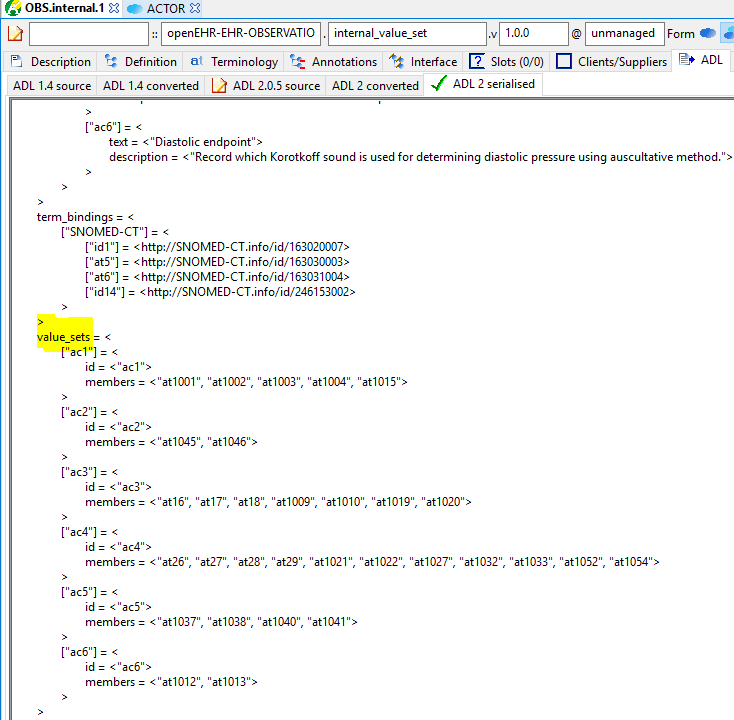 OBS.internal.1 ACTOR
:: openEHR-EHR-OBSERVATIO . internal_value_set .v 1.0.0 @ unmanaged Form
Description Definition Terminology Annotations Interface Slots (0/0) Clients/Suppliers ADL
ADL 1.4 source ADL 1.4 converted ADL 2.0.5 source ADL 2 converted ADL 2 serialised
>
["ac6"] = <
text = <"Diastolic endpoint">
description = <"Record which Korotkoff sound is used for determining diastolic pressure using auscultative method.">
>
>
>
term_bindings = <
["SNOMED-CT"] = <
["id1"] = <http://SNOMED-CT.info/id/163020007>
["at5"] = <http://SNOMED-CT.info/id/163030003>
["at6"] = <http://SNOMED-CT.info/id/163031004>
["id14"] = <http://SNOMED-CT.info/id/246153002>
>
>
value_sets = <
["ac1"] = <
id = <"ac1">
members = <"at1001", "at1002", "at1003", "at1004", "at1015">
>
["ac2"] = <
id = <"ac2">
members = <"at1045", "at1046">
>
["ac3"] = <
id = <"ac3">
members = <"at16", "at17", "at18", "at1009", "at1010", "at1019", "at1020">
>
["ac4"] = <
id = <"ac4">
members = <"at26", "at27", "at28", "at29", "at1021", "at1022", "at1027", "at1032", "at1033", "at1052", "at1054">
>
["ac5"] = <
id = <"ac5">
members = <"at1037", "at1038", "at1040", "at1041">
>
["ac6"] = <
id = <"ac6">
members = <"at1012", "at1013">
>
>